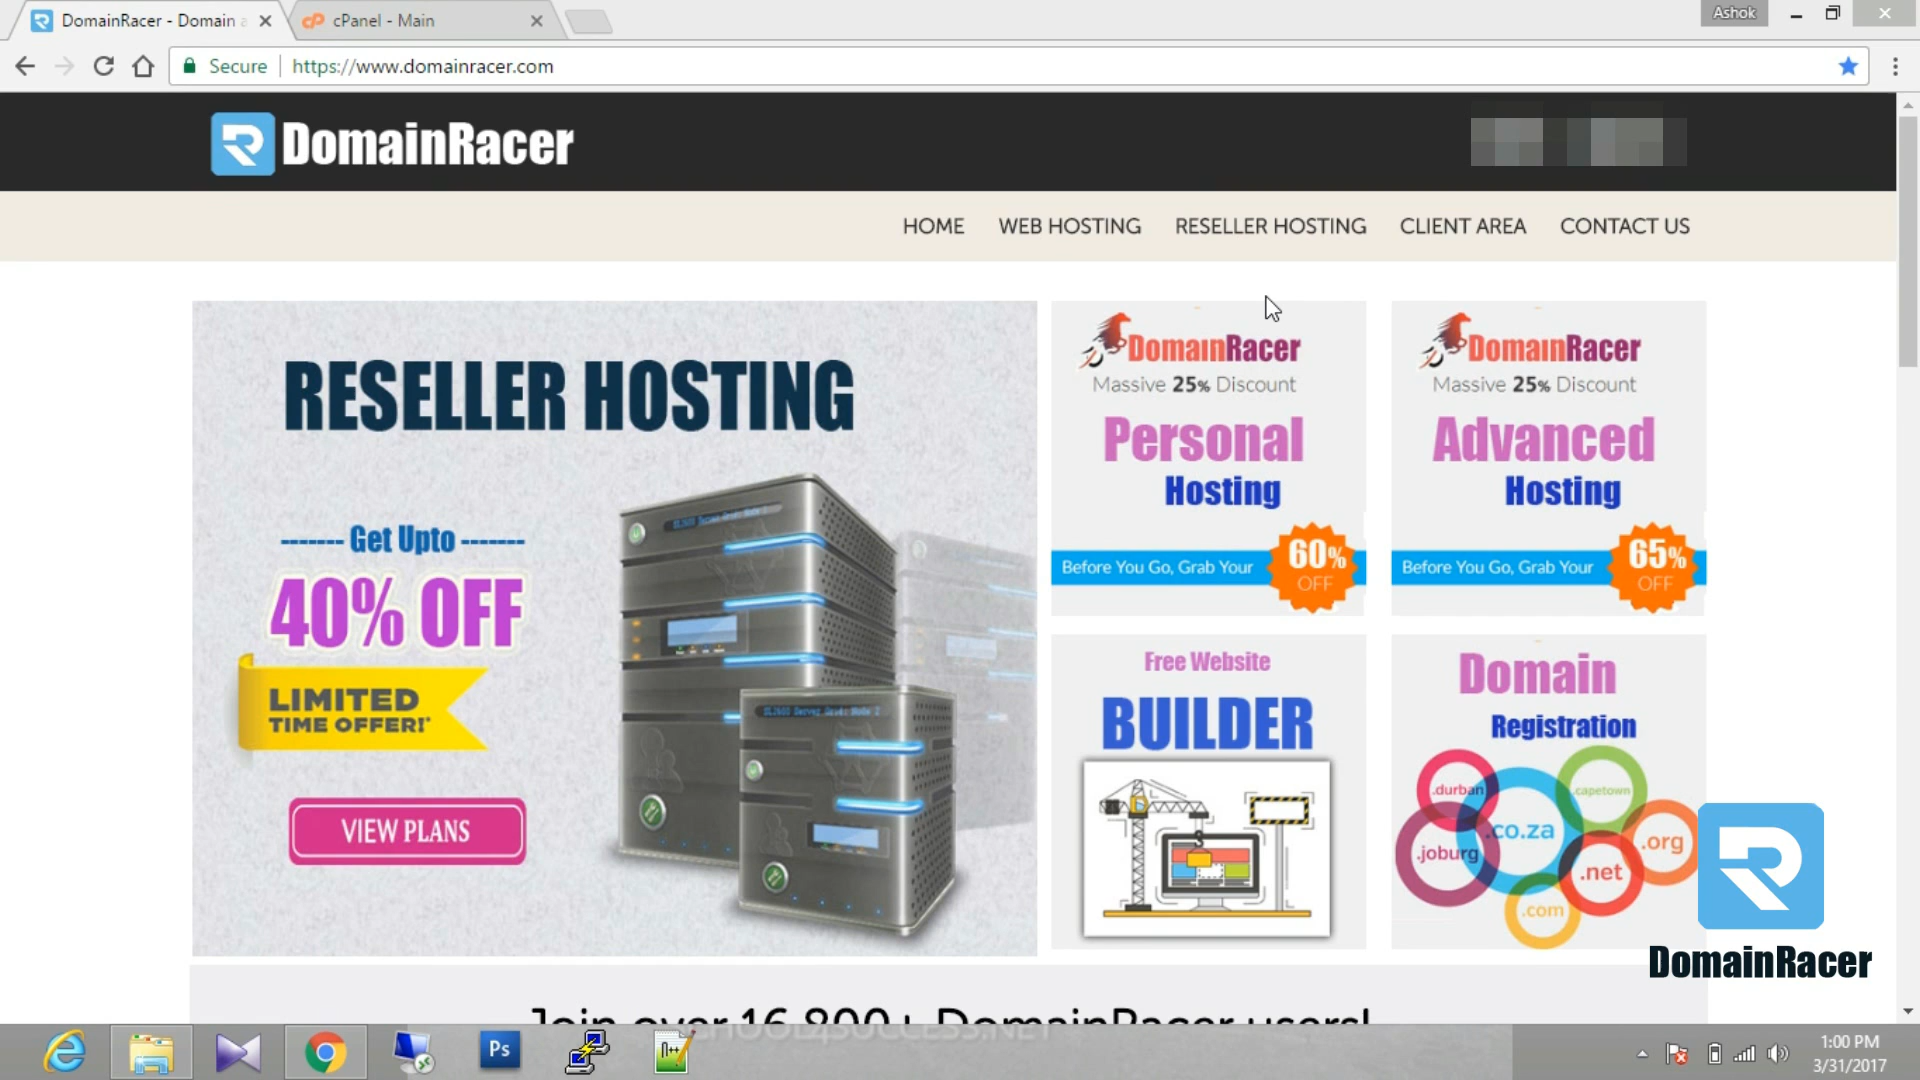 DomainRacer - Domain a
cPanel - Main
Ashok
Secure
https://www.domainracer.com
DomainRacer
HOME
WEB HOSTING
RESELLER HOSTING
CLIENT AREA
CONTACT US
RESELLER HOSTING
------- Get Upto -------
40% OFF
LIMITED
TIME OFFER!*
VIEW PLANS
DomainRacer
Massive 25% Discount
Personal
Hosting
Before You Go, Grab Your
60%
OFF
DomainRacer
Massive 25% Discount
Advanced
Hosting
Before You Go, Grab Your
65%
OFF
Free Website
BUILDER
Domain
Registration
.durban
.capetown
.co.za
.joburg
.org
.net
.com
DomainRacer
Join over 16,800+ DomainRacer users!
Ps
n++
1:00 PM
3/31/2017